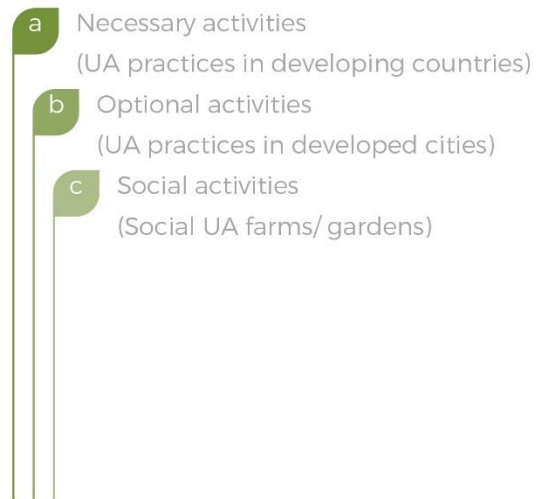 a Necessary activities
(UA practices in developing countries)
b Optional activities
(UA practices in developed cities)
c Social activities
(Social UA farms/ gardens)